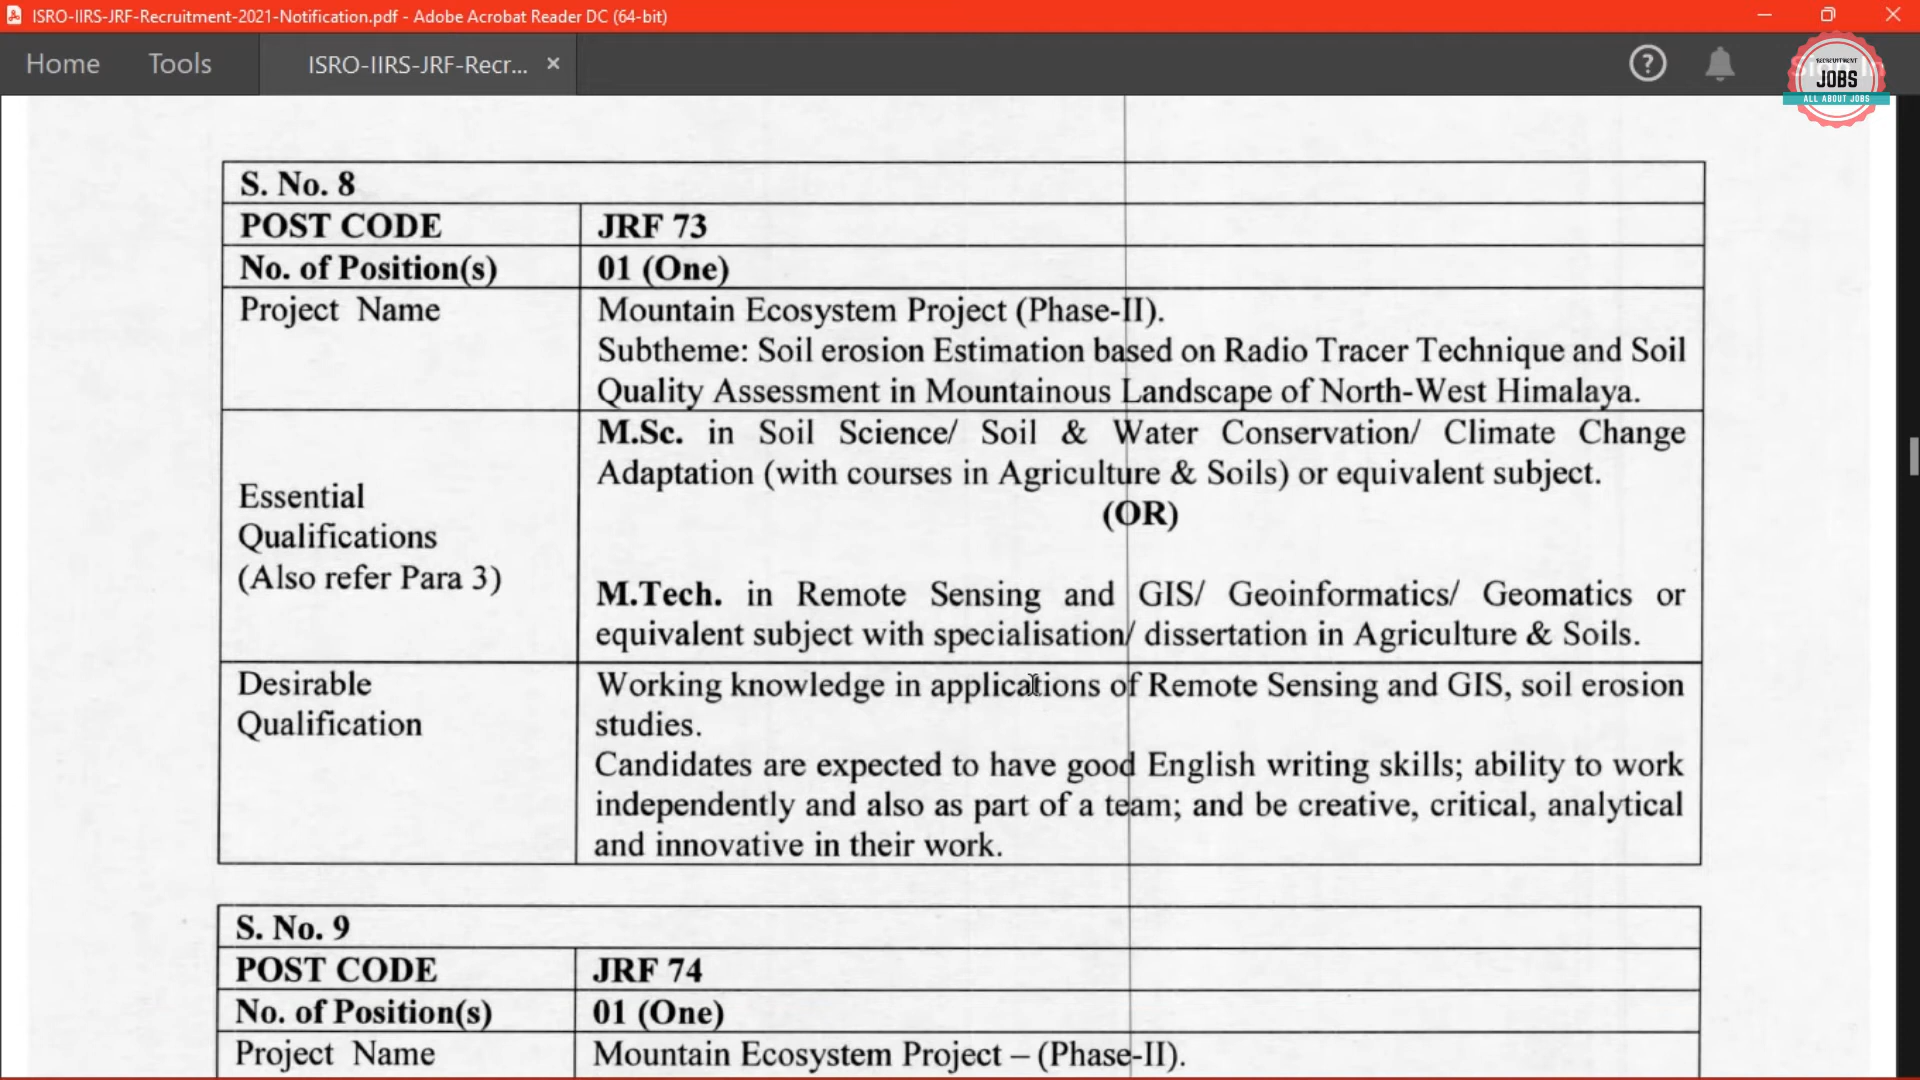 ISRO-IIRS-JRF-Recruitment-2021-Notification.pdf - Adobe Acrobat Reader DC (64-bit)
Home Tools ISRO-IIRS-JRF-Recr... ×
RECRUITMENT
JOBS
ALL ABOUT JOBS
S. No. 8
POST CODE JRF 73
No. of Position(s) 01 (One)
Project Name Mountain Ecosystem Project (Phase-II).
Subtheme: Soil erosion Estimation based on Radio Tracer Technique and Soil
Quality Assessment in Mountainous Landscape of North-West Himalaya.
Essential
Qualifications
(Also refer Para 3)
M.Sc. in Soil Science/ Soil & Water Conservation/ Climate Change
Adaptation (with courses in Agriculture & Soils) or equivalent subject.
(OR)
M.Tech. in Remote Sensing and GIS/ Geoinformatics/ Geomatics or
equivalent subject with specialisation/ dissertation in Agriculture & Soils.
Desirable
Qualification
Working knowledge in applications of Remote Sensing and GIS, soil erosion
studies.
Candidates are expected to have good English writing skills; ability to work
independently and also as part of a team; and be creative, critical, analytical
and innovative in their work.
S. No. 9
POST CODE JRF 74
No. of Position(s) 01 (One)
Project Name Mountain Ecosystem Project – (Phase-II).